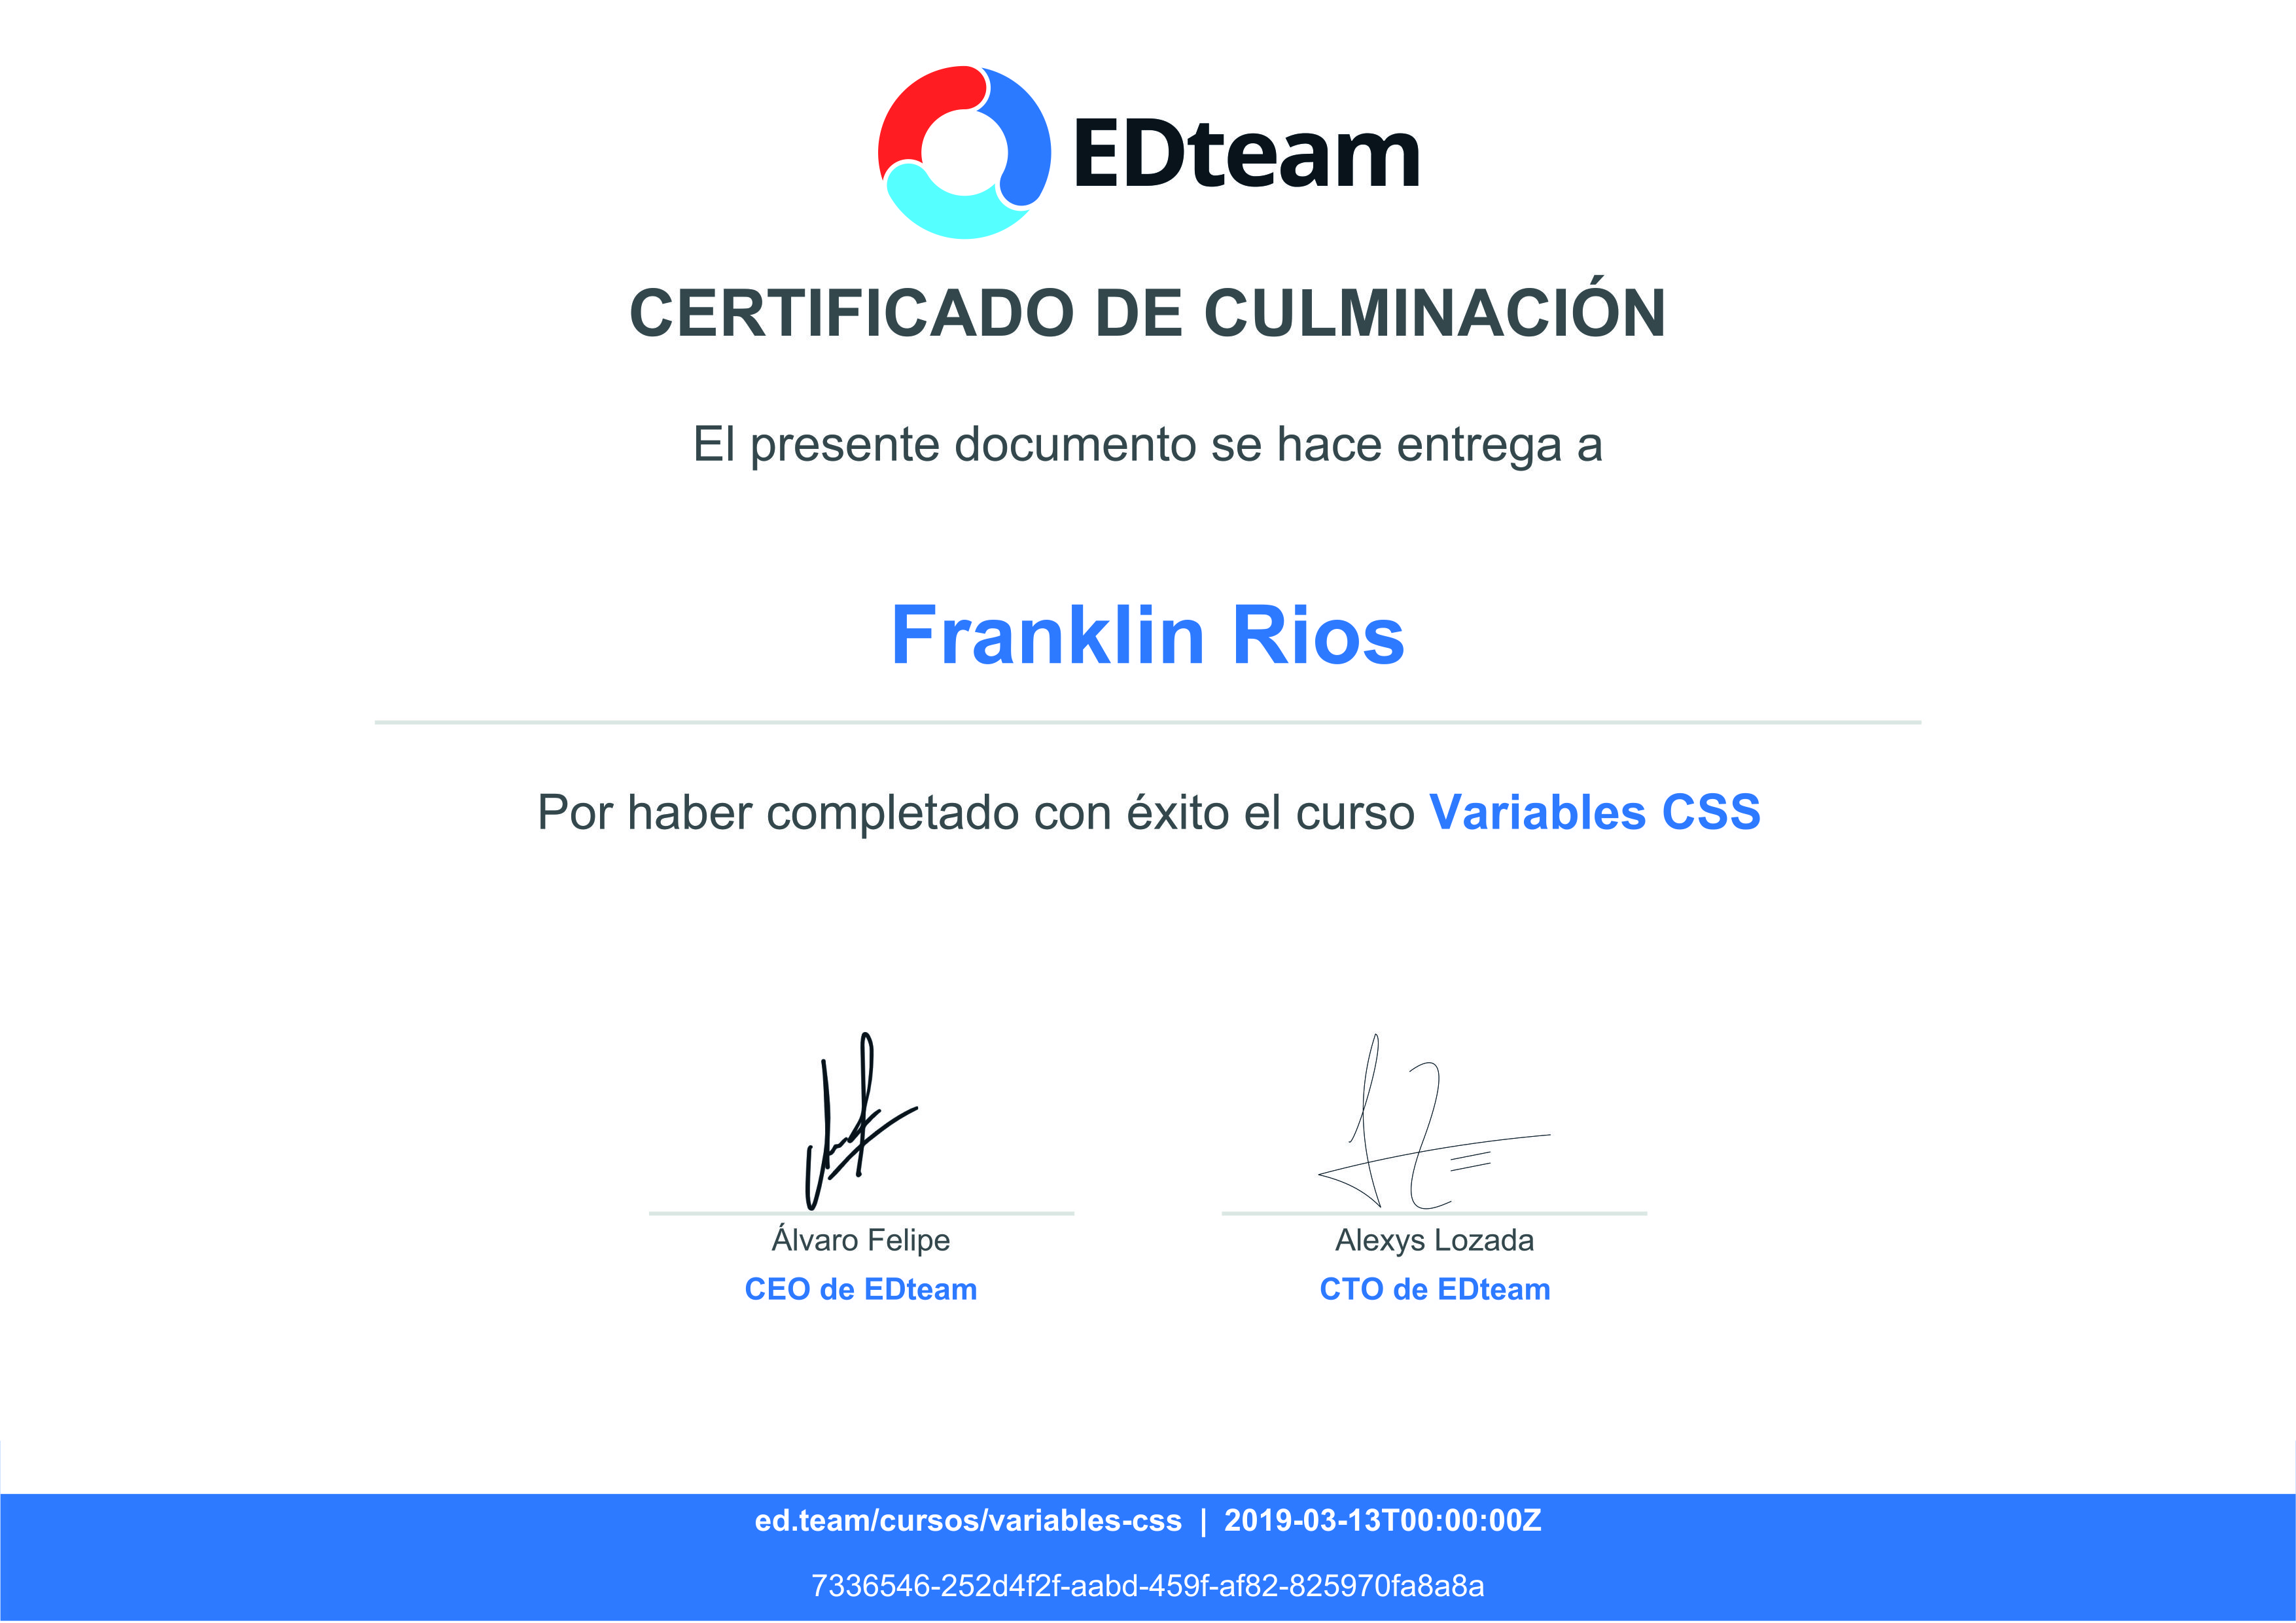 EDteam
CERTIFICADO DE CULMINACIÓN
El presente documento se hace entrega a
Franklin Rios
Por haber completado con éxito el curso Variables CSS
Álvaro Felipe
CEO de EDteam
Alexys Lozada
CTO de EDteam
ed.team/cursos/variables-css | 2019-03-13T00:00:00Z
7336546-252d4f2f-aabd-459f-af82-825970fa8a8a